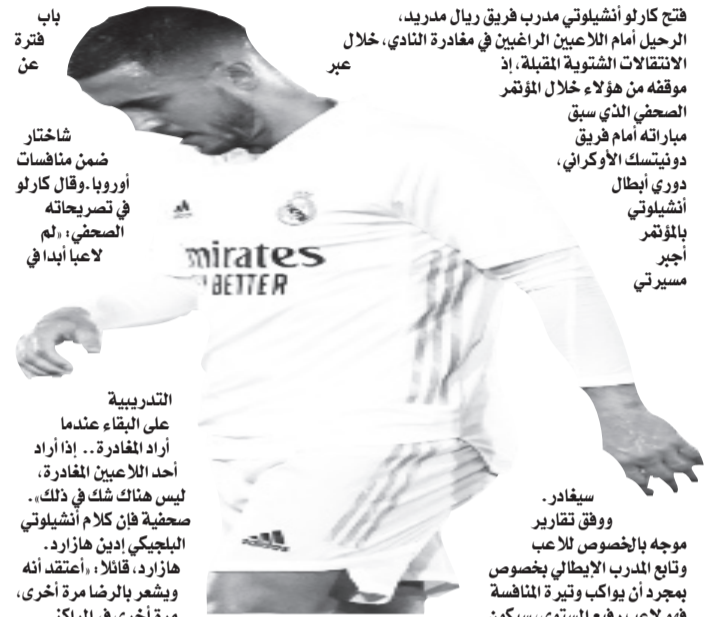 فتح كارلو أنشيلوتي مدرب فريق ريال مدريد، باب
الرحيل أمام اللاعبين الراغبين في مغادرة النادي، خلال فترة
الانتقالات الشتوية المقبلة، إذ عبر عن
موقفه من هؤلاء خلال المؤتمر
الصحفي الذي سبق
مباراته أمام فريق شاختار
دونيتسك الأوكراني، ضمن منافسات
دوري أبطال أوروبا.وقال كارلو
أنشيلوتي في تصريحاته
بالمؤتمر الصحفي: «لم
أجبر لاعبا أبدا في
مسيرتي
التدريبية
على البقاء عندما
أراد المغادرة.. إذا أراد
أحد اللاعبين المغادرة،
سيغادر. ليس هناك شك في ذلك».
ووفق تقارير صحفية فإن كلام أنشيلوتي
موجه بالخصوص للاعب البلجيكي إدين هازارد.
وتابع المدرب الإيطالي بخصوص هازارد، قائلا: «أعتقد أنه
بمجرد أن يواكب وتيرة المنافسة ويشعر بالرضا مرة أخرى،
mirates
BETTER
adidas